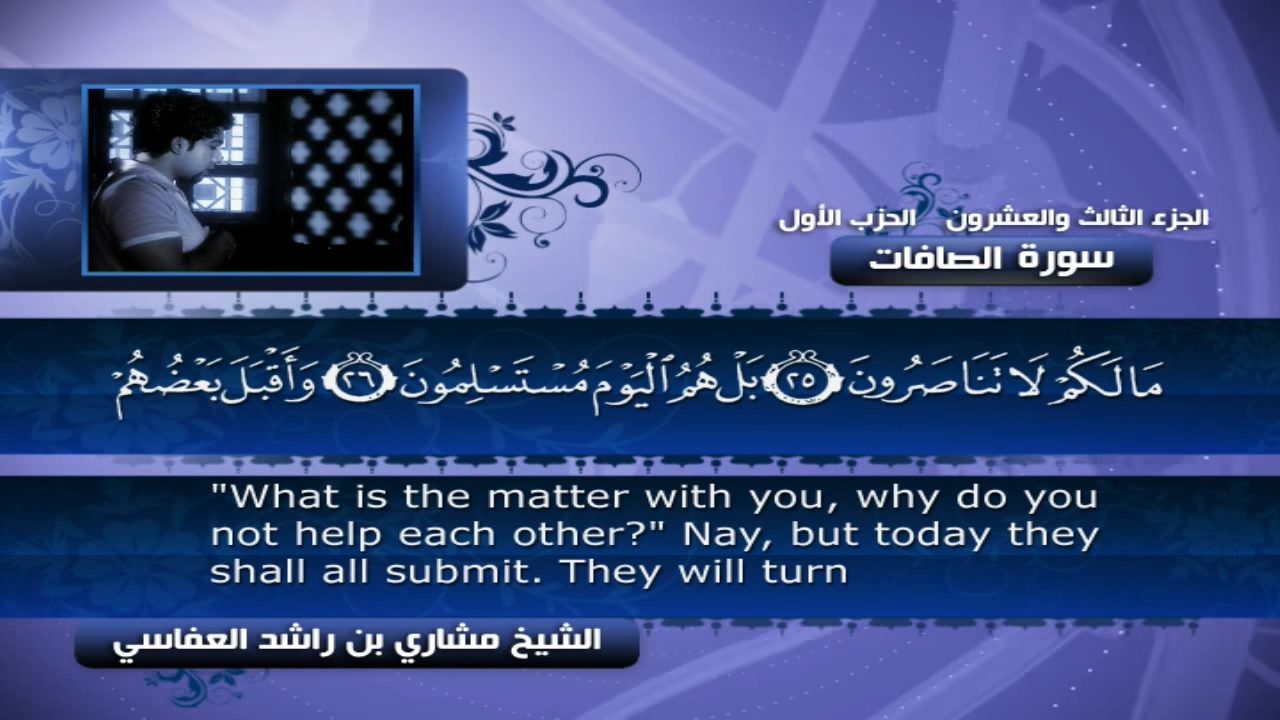 الجزء الثالث والعشرون الحزب الأول
سورة الصافات
مَا لَكُمْ لَا تَنَاصَرُونَ ٢٥ بَلْ هُمُ ٱلْيَوْمَ مُسْتَسْلِمُونَ ٢٦ وَأَقْبَلَ بَعْضُهُمْ
"What is the matter with you, why do you
not help each other?" Nay, but today they
shall all submit. They will turn
الشيخ مشاري بن راشد العفاسي